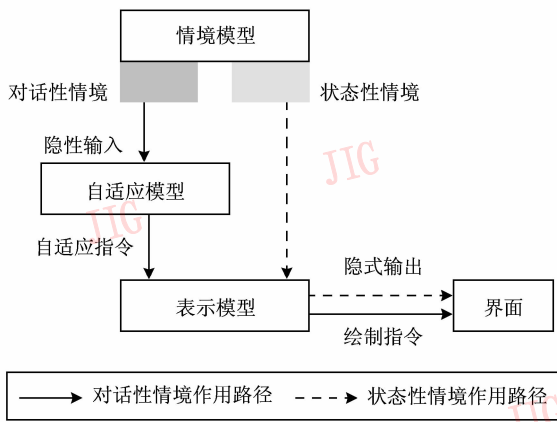 情境模型
对话性情境
状态性情境
隐性输入
JIG
自适应模型
JIG
自适应指令
隐式输出
表示模型
界面
绘制指令
对话性情境作用路径
状态性情境作用路径
JIG